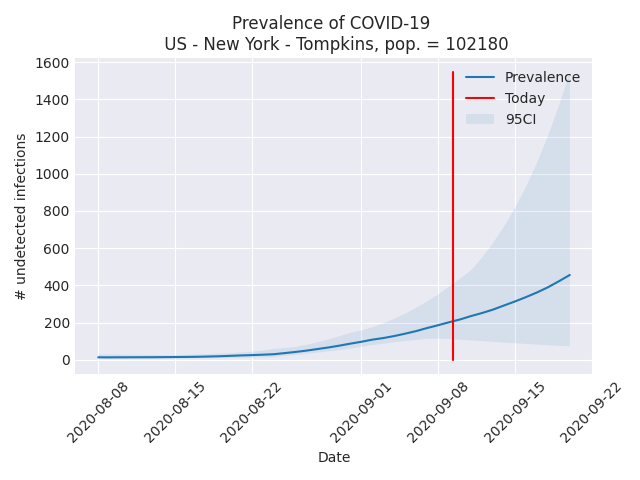 Prevalence of COVID-19
US - New York - Tompkins, pop. = 102180
1600
1400
1200
1000
800
600
400
200
0
# undetected infections
Prevalence
Today
95CI
2020-08-08
2020-08-15
2020-08-22
2020-09-01
2020-09-08
2020-09-15
2020-09-22
Date